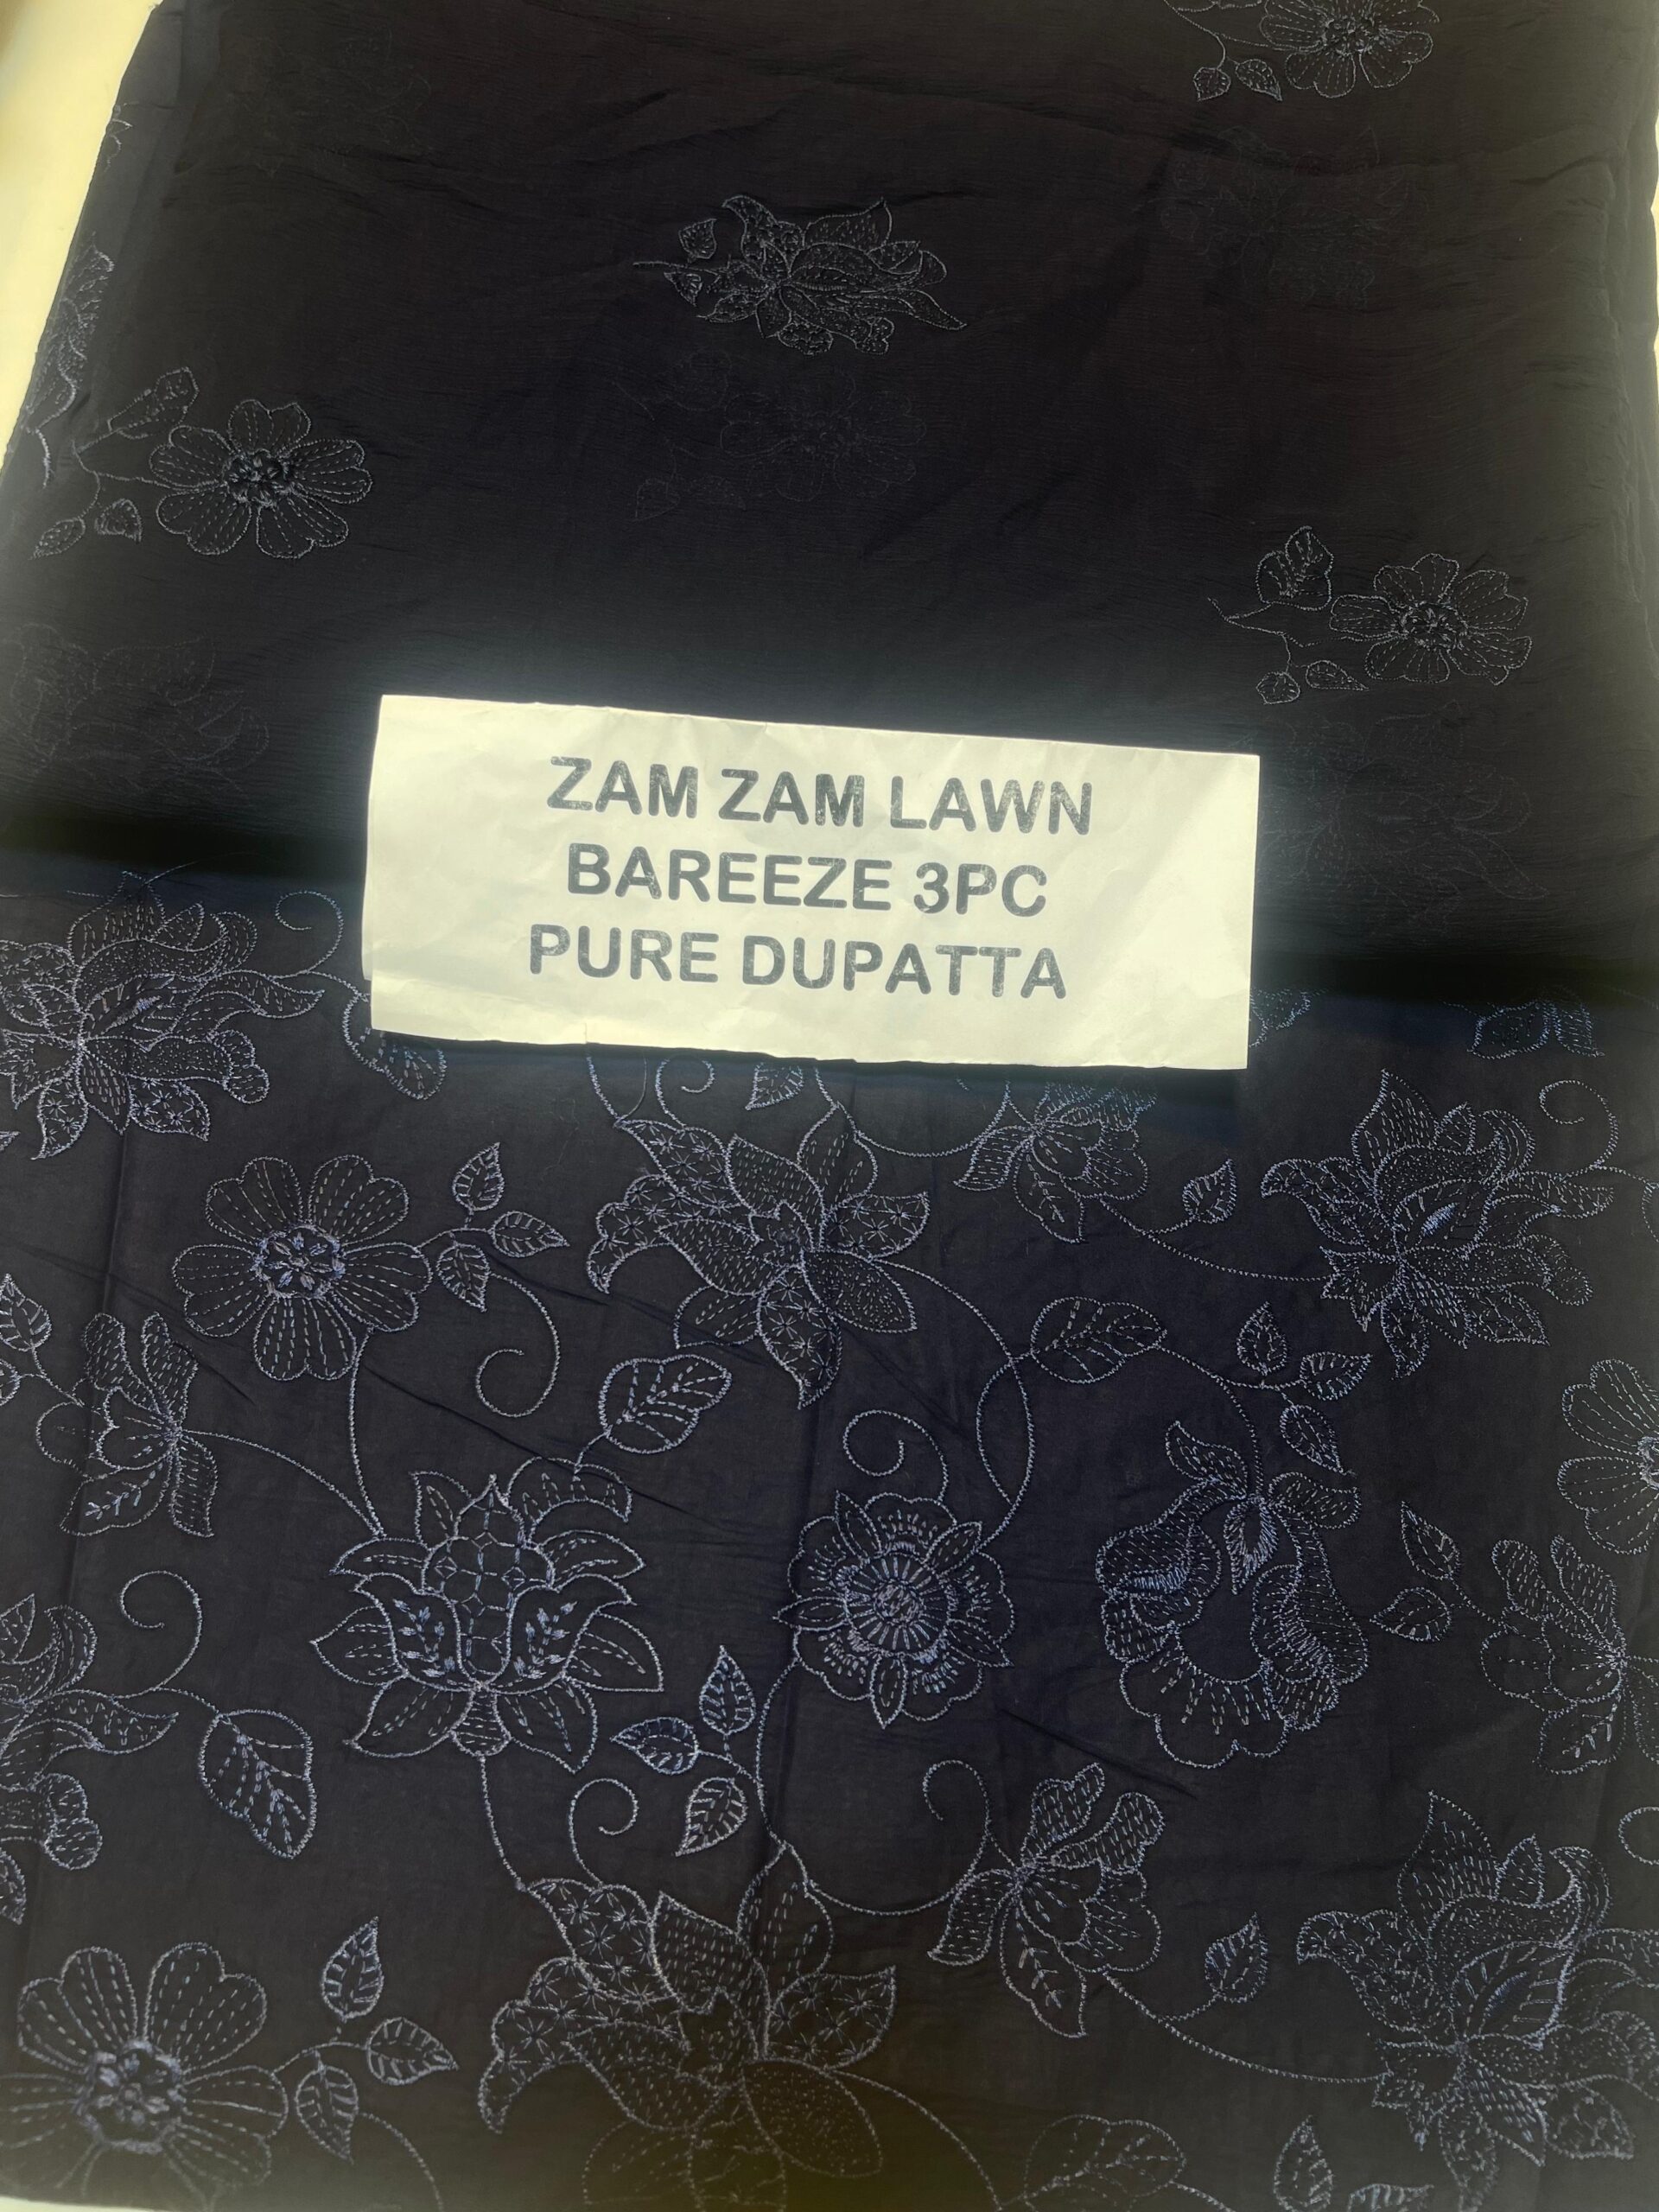 ZAM ZAM LAWN
BAREEZE 3PC
PURE DUPATTA